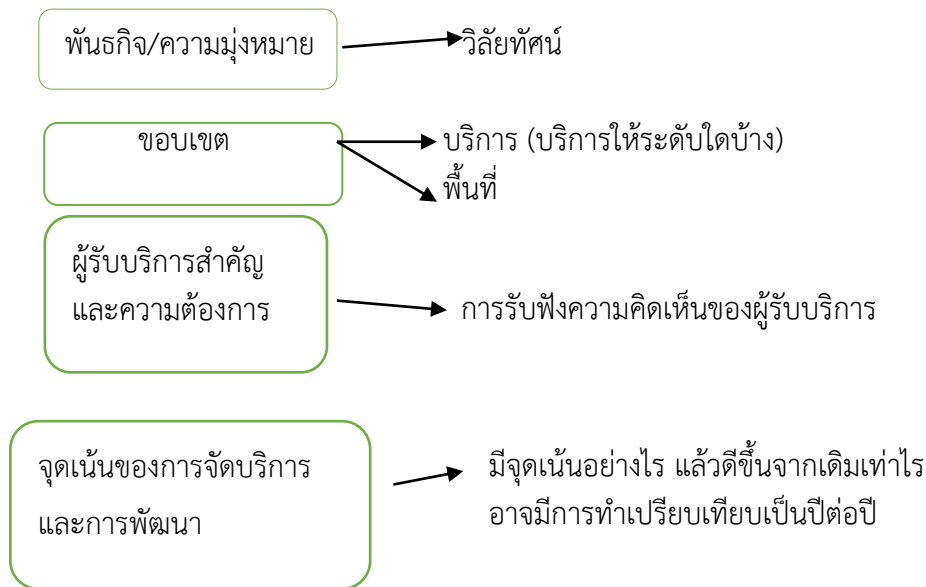 พันธกิจ/ความมุ่งหมาย
วิลัยทัศน์
ขอบเขต
บริการ (บริการให้ระดับใดบ้าง)
พื้นที่
ผู้รับบริการสำคัญ
และความต้องการ
การรับฟังความคิดเห็นของผู้รับบริการ
จุดเน้นของการจัดบริการ
และการพัฒนา
มีจุดเน้นอย่างไร แล้วดีขึ้นจากเดิมเท่าไร
อาจมีการทำเปรียบเทียบเป็นปีต่อปี